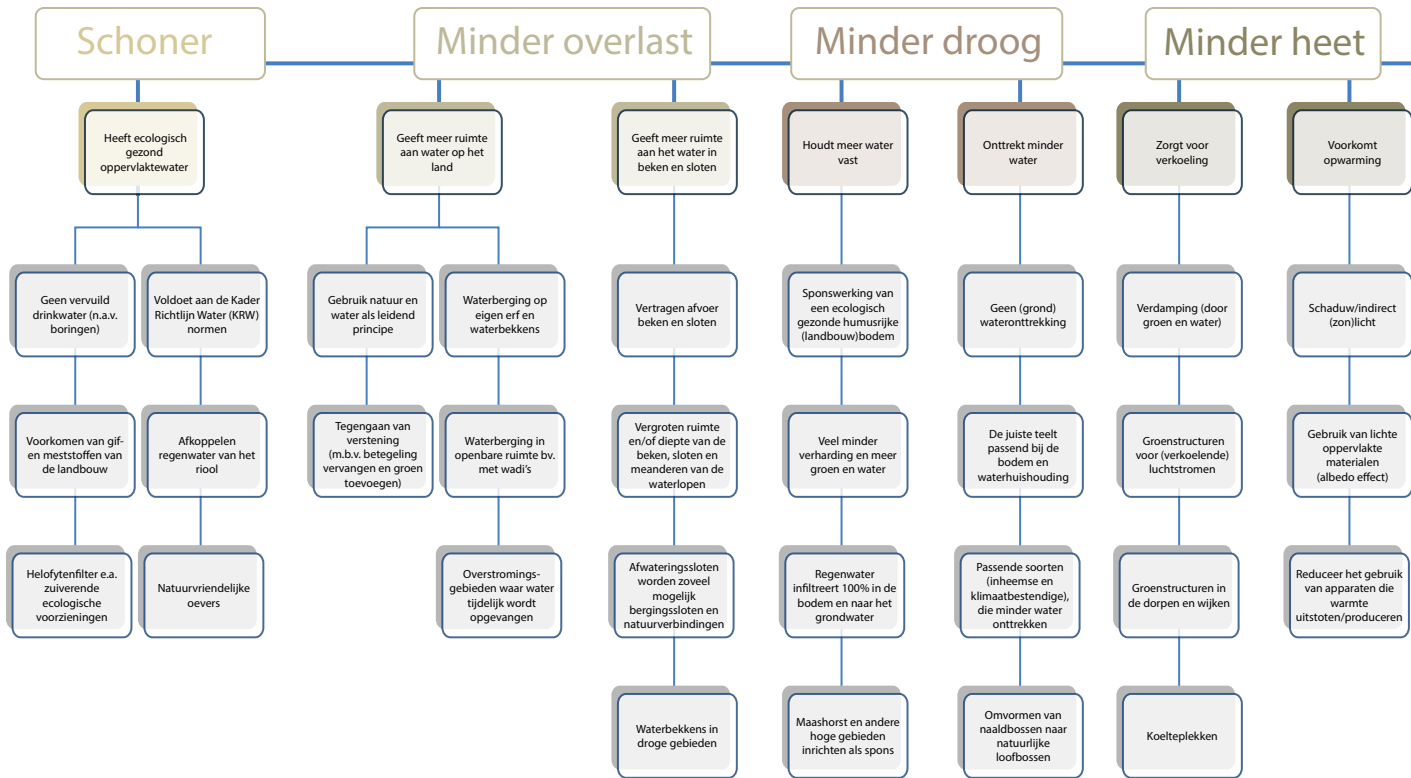 Schoner
Minder overlast
Minder droog
Minder heet
Heeft ecologisch
gezond
oppervlaktewater
Geeft meer ruimte
aan water op het
land
Geeft meer ruimte
aan het water in
beken en sloten
Houdt meer water
vast
Onttrekt minder
water
Zorgt voor
verkoeling
Voorkomt
opwarming
Geen vervuild
drinkwater (n.a.v.
boringen)
Voldoet aan de Kader
Richtlijn Water (KRW)
normen
Gebruik natuur en
water als leidend
principe
Waterberging op
eigen erf en
waterbekkens
Vertragen afvoer
beken en sloten
Sponswerking van
een ecologisch
gezonde humusrijke
(landbouw)bodem
Geen (grond)
wateronttrekking
Verdamping (door
groen en water)
Schaduw/indirect
(zon)licht
Voorkomen van gif-
en meststoffen van
de landbouw
Afkoppelen
regenwater van het
riool
Tegengaan van
verstening
(m.b.v. betegeling
vervangen en groen
toevoegen)
Waterberging in
openbare ruimte bv.
met wadi's
Vergroten ruimte
en/of diepte van de
beken, sloten en
meanderen van de
waterlopen
Veel minder
verharding en meer
groen en water
De juiste teelt
passend bij de
bodem en
waterhuishouding
Groenstructuren
voor (verkoelende)
luchtstromen
Gebruik van lichte
oppervlakte
materialen
(albedo effect)
Helofytenfilter e.a.
zuiverende
ecologische
voorzieningen
Natuurvriendelijke
oevers
Overstromings-
gebieden waar water
tijdelijk wordt
opgevangen
Afwateringssloten
worden zoveel
mogelijk
bergingssloten en
natuurverbindingen
Regenwater
infiltreert 100% in de
bodem en naar het
grondwater
Passende soorten
(inheemse en
klimaatbestendige),
die minder water
onttrekken
Groenstructuren in
de dorpen en wijken
Reduceer het gebruik
van apparaten die
warmte
uitstoten/produceren
Waterbekkens in
droge gebieden
Maashorst en andere
hoge gebieden
inrichten als spons
Omvormen van
naaldbossen naar
natuurlijke
loofbossen
Koelteplekken